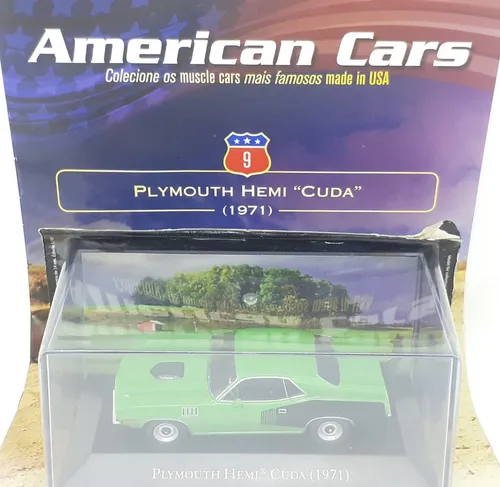 American Cars
Colecione os muscle cars mais famosos made in USA
9
PLYMOUTH HEMI "CUDA"
(1971)
PLYMOUTH HEMI® CUDA (1971)